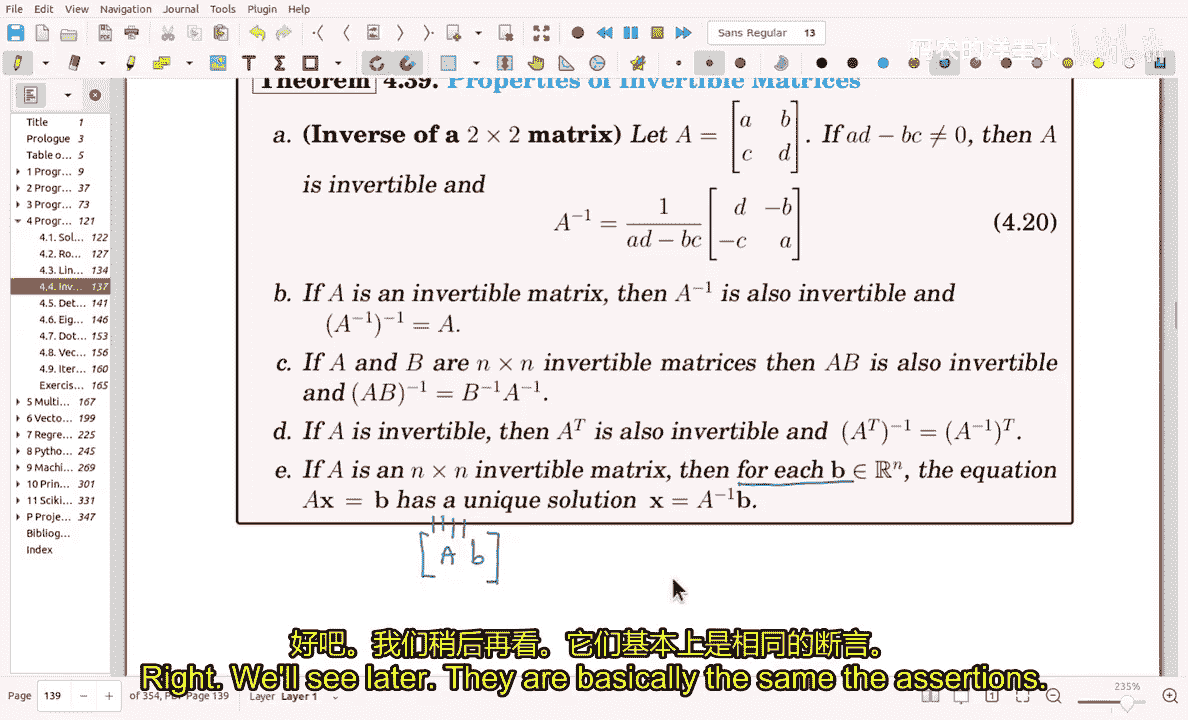 File Edit View Navigation Journal Tools Plugin Help
Sans Regular 13
Theorem 4.39. Properties of Invertible Matrices
Title 1
Prologue 3
Table o... 5
1 Progr... 9
2 Progr... 37
3 Progr... 73
4 Progr... 121
4.1. Sol... 122
4.2. Ro... 127
4.3. Lin... 134
4.4. Inv... 137
4.5. Det... 141
4.6. Eig... 146
4.7. Dot... 153
4.8. Vec... 156
4.9. Iter... 160
Exercis... 165
5 Multi... 167
6 Vecto... 199
7 Regre... 225
8 Pytho... 245
9 Machi... 269
10 Prin... 301
11 Sciki... 331
P Proje... 347
Bibliog...
Index
a. (Inverse of a 2 × 2 matrix) Let A = [a b; c d]. If ad − bc ≠ 0, then A
is invertible and
A⁻¹ = 1/(ad − bc) [d −b; −c a] (4.20)
b. If A is an invertible matrix, then A⁻¹ is also invertible and
(A⁻¹)⁻¹ = A.
c. If A and B are n × n invertible matrices then AB is also invertible
and (AB)⁻¹ = B⁻¹A⁻¹.
d. If A is invertible, then Aᵀ is also invertible and (Aᵀ)⁻¹ = (A⁻¹)ᵀ.
e. If A is an n × n invertible matrix, then for each b ∈ ℝⁿ, the equation
Ax = b has a unique solution x = A⁻¹b.
[A b]
好吧。我们稍后再看。它们基本上是相同的断言。
Right. We'll see later. They are basically the same the assertions.
Page 139 of 354, PDF Page 139 Layer Layer 1
235%